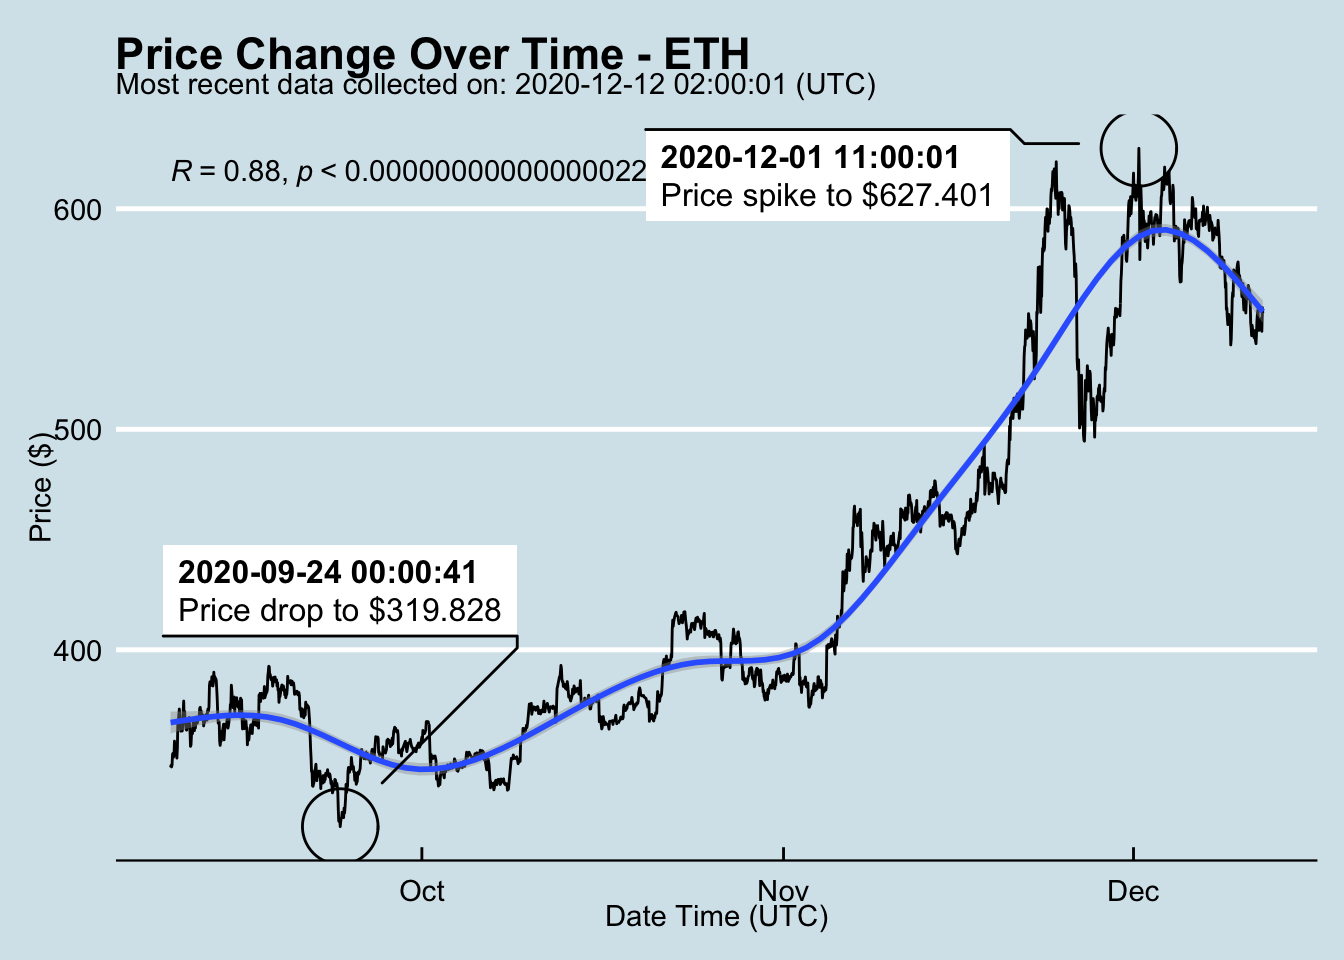 Price Change Over Time - ETH
Most recent data collected on: 2020-12-12 02:00:01 (UTC)
R = 0.88, p < 0.00000000000000022
2020-12-01 11:00:01
Price spike to $627.401
600
500
400
Price ($)
2020-09-24 00:00:41
Price drop to $319.828
Oct
Nov
Dec
Date Time (UTC)